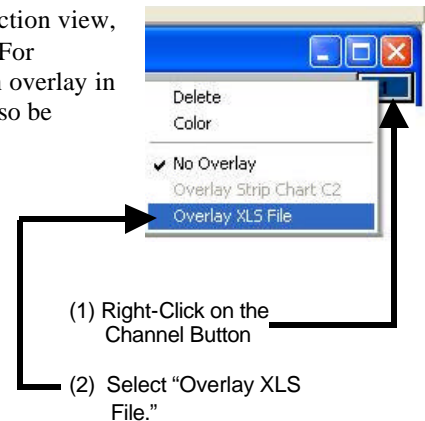 ction view,
For
n overlay in
so be
1
Delete
Color
No Overlay
Overlay Strip Chart C2
Overlay XLS File
(1) Right-Click on the
Channel Button
(2) Select “Overlay XLS
File.”